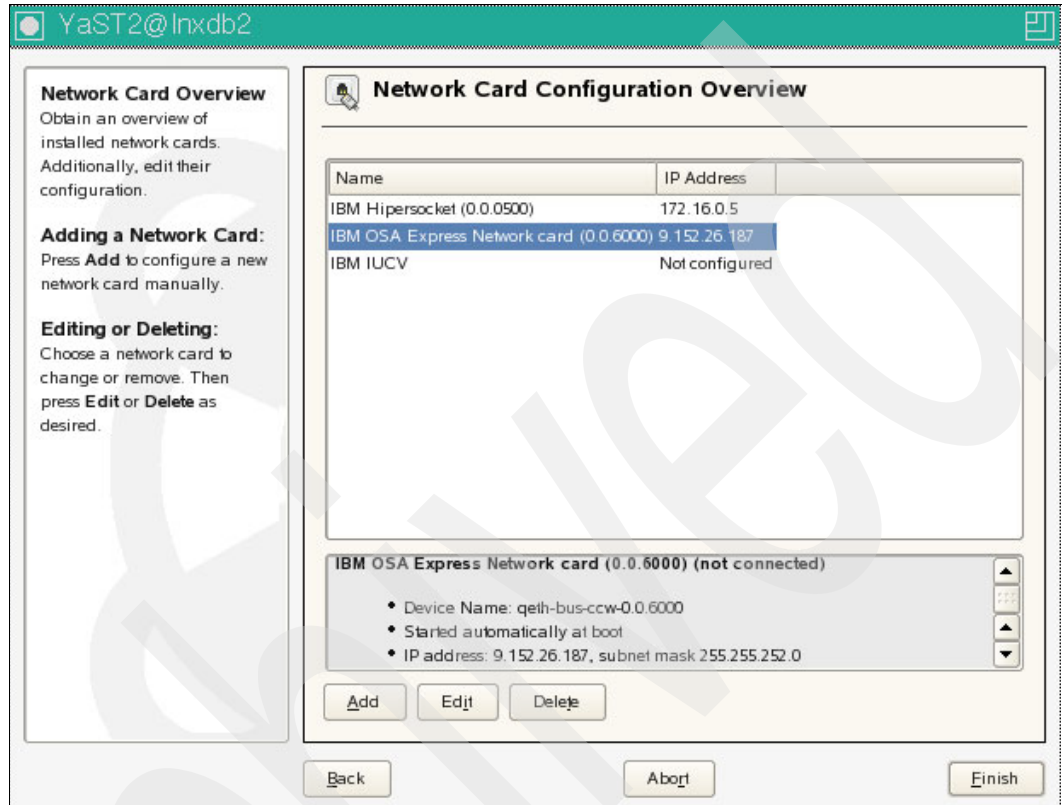 YaST2@lnxdb2
Network Card Overview
Obtain an overview of
installed network cards.
Additionally, edit their
configuration.
Adding a Network Card:
Press Add to configure a new
network card manually.
Editing or Deleting:
Choose a network card to
change or remove. Then
press Edit or Delete as
desired.
Network Card Configuration Overview
Name IP Address
IBM Hipersocket (0.0.0500) 172.16.0.5
IBM OSA Express Network card (0.0.6000) 9.152.26.187
IBM IUCV Not configured
IBM OSA Express Network card (0.0.6000) (not connected)
• Device Name: qeth-bus-ccw-0.0.6000
• Started automatically at boot
• IP address: 9.152.26.187, subnet mask 255.255.252.0
Add Edit Delete
Back Abort Finish